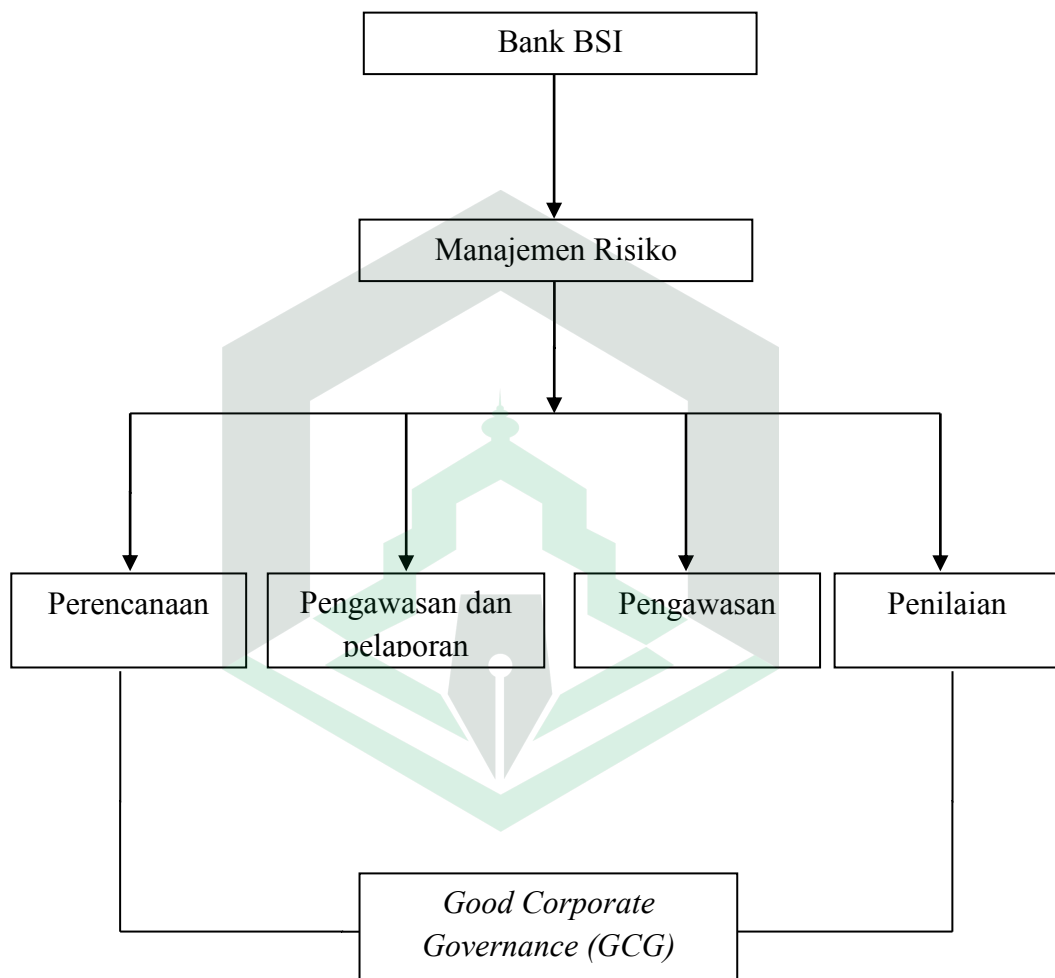 Bank BSI
Manajemen Risiko
Perencanaan
Pengawasan dan
pelaporan
Pengawasan
Penilaian
Good Corporate
Governance (GCG)